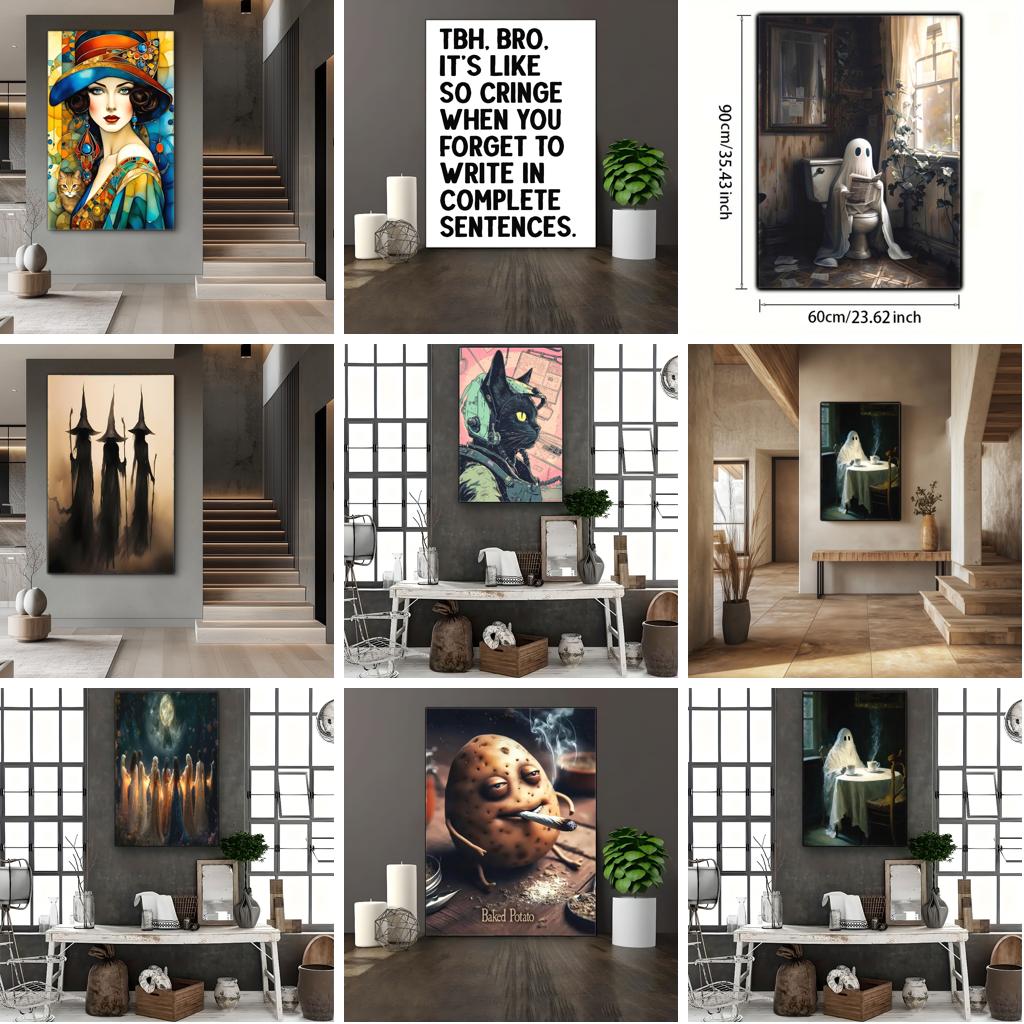 TBH, BRO,
IT'S LIKE
SO CRINGE
WHEN YOU
FORGET TO
WRITE IN
COMPLETE
SENTENCES.
90cm/35.43inch
60cm/23.62inch
Baked Potato